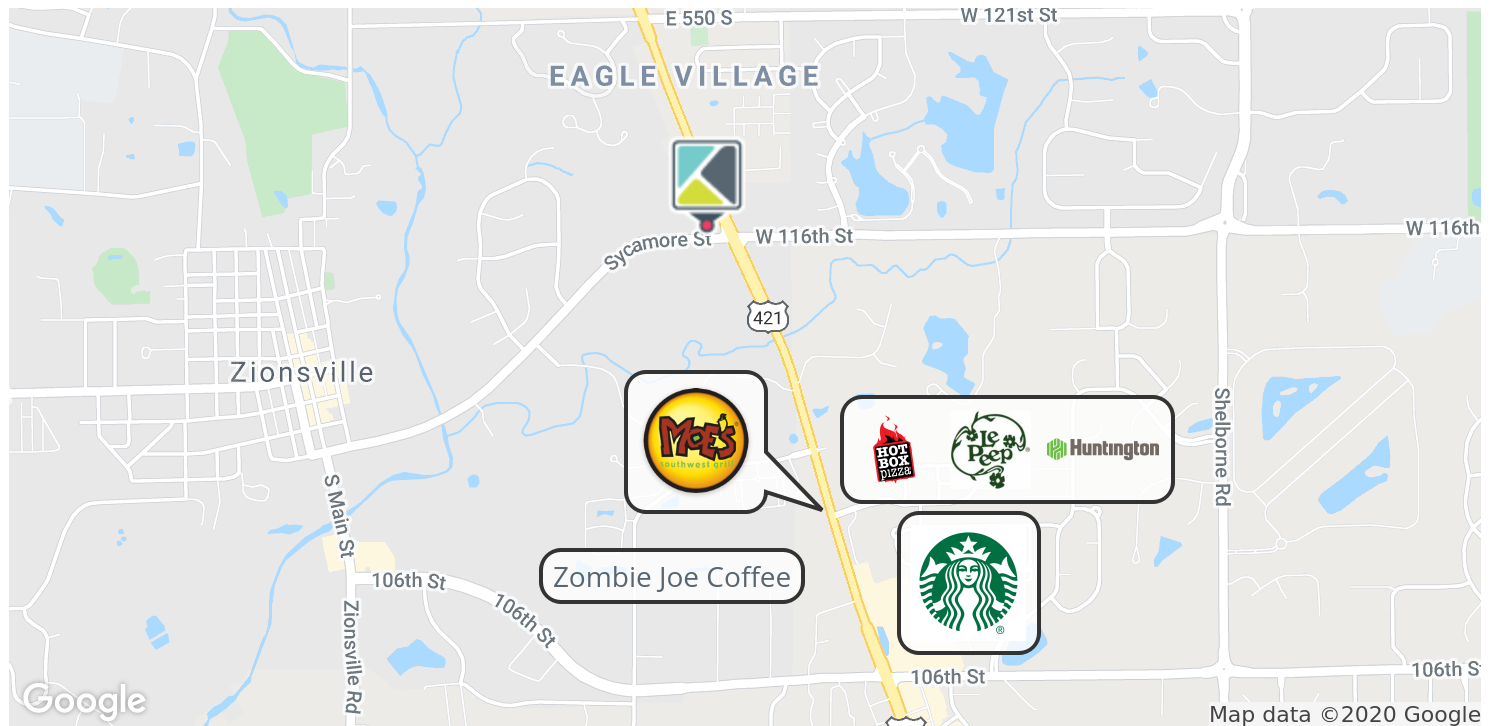 E 550 S
W 121st St
EAGLE VILLAGE
Sycamore St
W 116th St
W 116th
421
Zionsville
MOE'S
southwest grill
HOT
BOX
pizza
Le
Peep
®
Huntington
Shelborne Rd
S Main St
Zombie Joe Coffee
®
106th St
106th St
Zionsville Rd
106th St
106th S
Google
Map data ©2020 Google